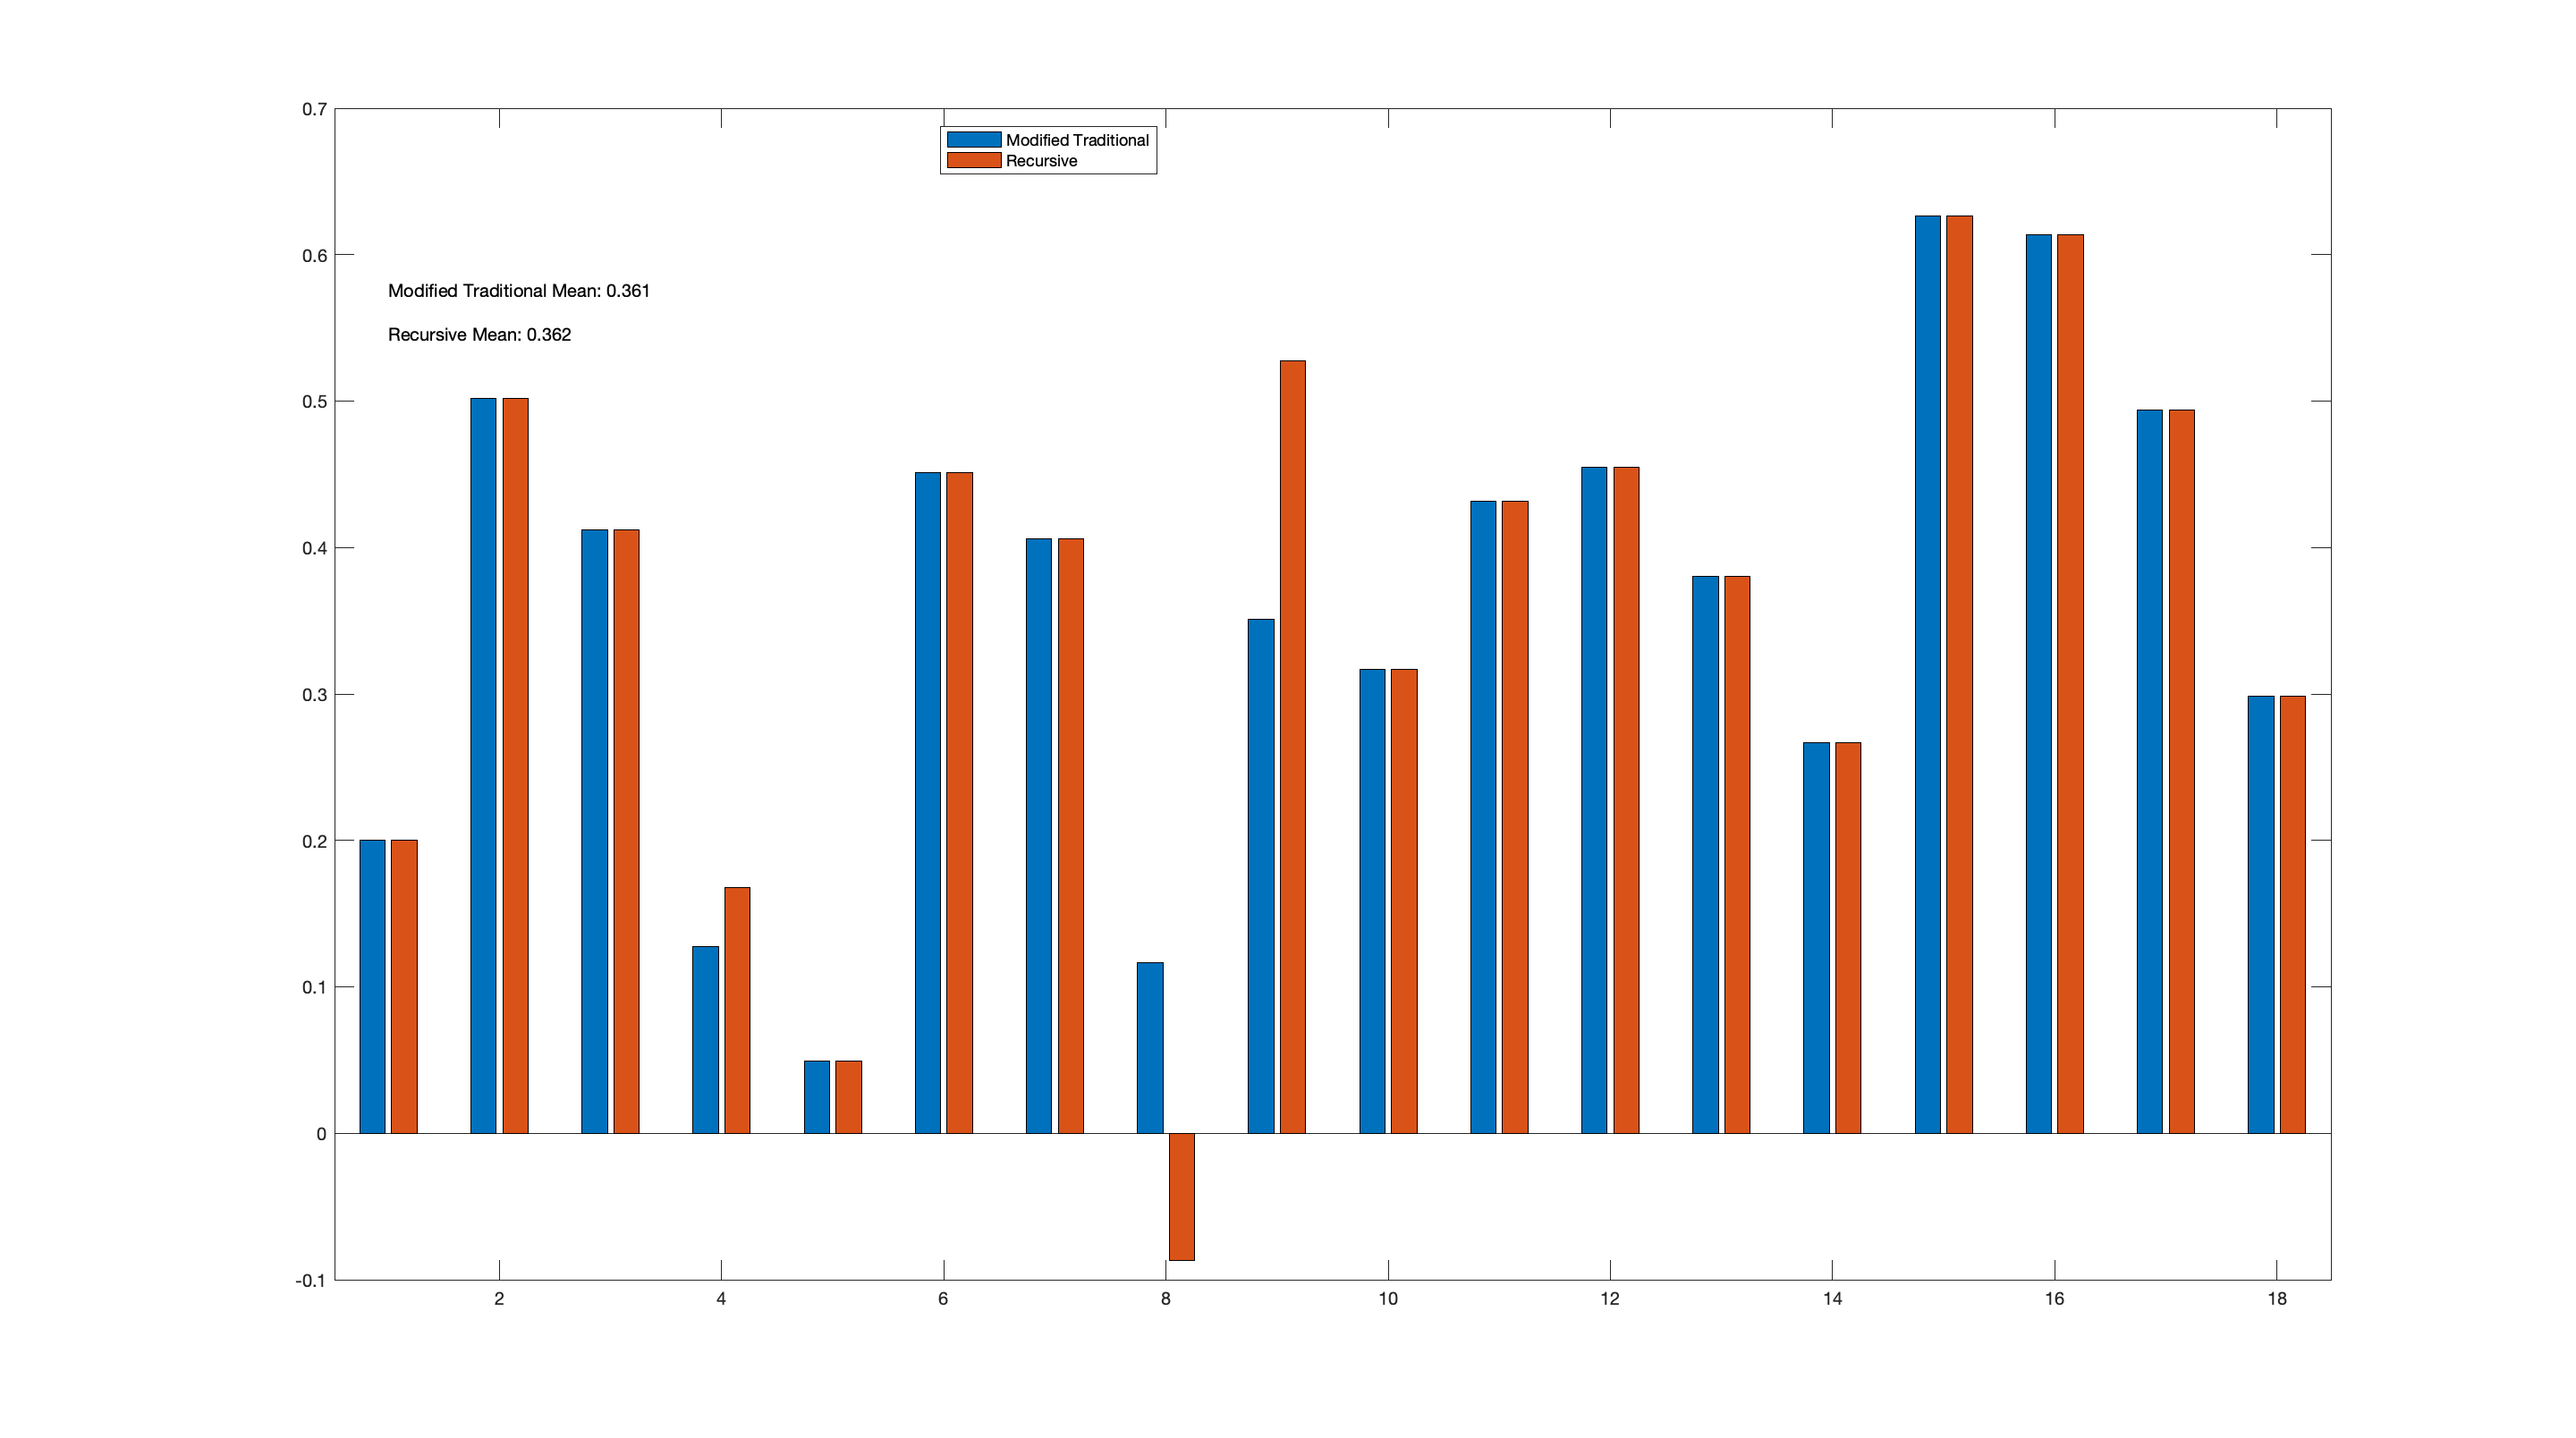 0.7
Modified Traditional
Recursive
0.6
Modified Traditional Mean: 0.361
Recursive Mean: 0.362
0.5
0.4
0.3
0.2
0.1
0
-0.1
2 4 6 8 10 12 14 16 18